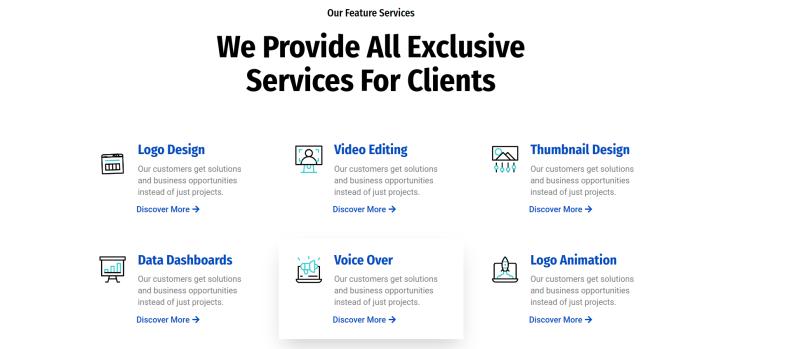 Our Feature Services
We Provide All Exclusive
Services For Clients
Logo Design
Our customers get solutions
and business opportunities
instead of just projects.
Discover More →
Video Editing
Our customers get solutions
and business opportunities
instead of just projects.
Discover More →
Thumbnail Design
Our customers get solutions
and business opportunities
instead of just projects.
Discover More →
Data Dashboards
Our customers get solutions
and business opportunities
instead of just projects.
Discover More →
Voice Over
Our customers get solutions
and business opportunities
instead of just projects.
Discover More →
Logo Animation
Our customers get solutions
and business opportunities
instead of just projects.
Discover More →